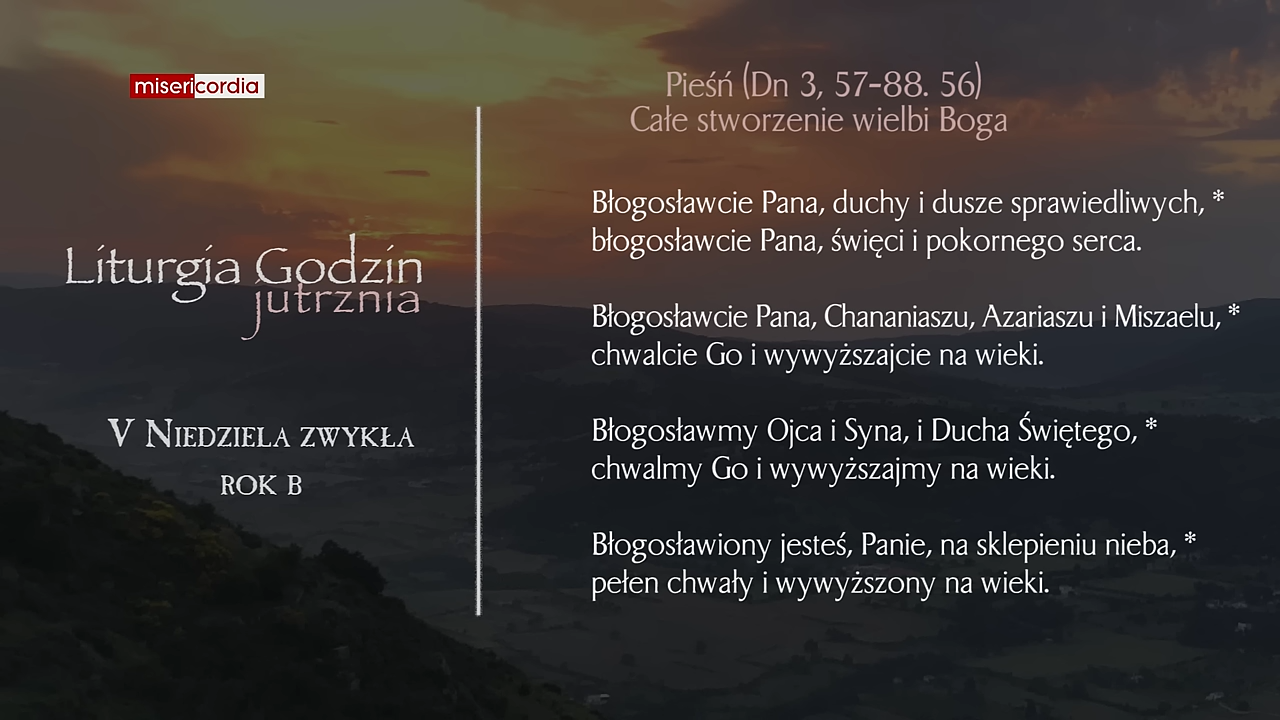 misericordia
Liturgia Godzin
jutrznia
V Niedziela zwykła
rok B
Pieśń (Dn 3, 57-88. 56)
Całe stworzenie wielbi Boga
Błogosławcie Pana, duchy i dusze sprawiedliwych, *
błogosławcie Pana, święci i pokornego serca.
Błogosławcie Pana, Chananiaszu, Azariaszu i Miszaelu, *
chwalcie Go i wywyższajcie na wieki.
Błogosławmy Ojca i Syna, i Ducha Świętego, *
chwalmy Go i wywyższajmy na wieki.
Błogosławiony jesteś, Panie, na sklepieniu nieba, *
pełen chwały i wywyższony na wieki.